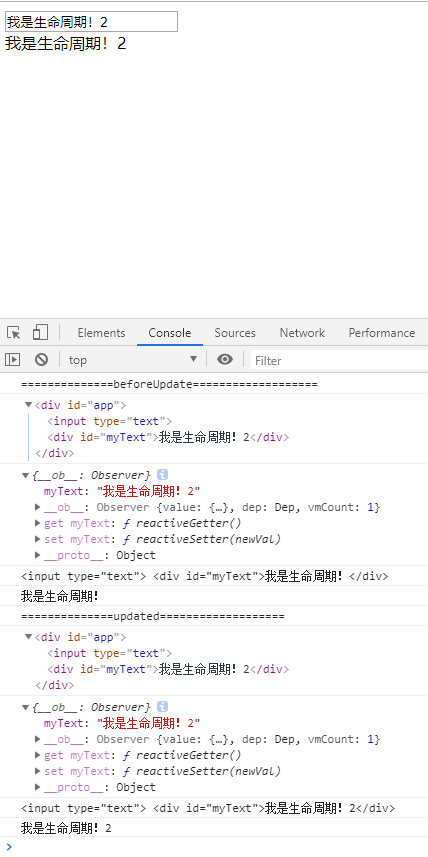 我是生命周期！2
我是生命周期！2
Elements Console Sources Network Performance
top Filter
==============beforeUpdate===================
<div id="app">
<input type="text">
<div id="myText">我是生命周期！2</div>
</div>
{__ob__: Observer} i
myText: "我是生命周期！2"
__ob__: Observer {value: {…}, dep: Dep, vmCount: 1}
get myText: ƒ reactiveGetter()
set myText: ƒ reactiveSetter(newVal)
__proto__: Object
<input type="text"> <div id="myText">我是生命周期！</div>
我是生命周期！
==============updated===================
<div id="app">
<input type="text">
<div id="myText">我是生命周期！2</div>
</div>
{__ob__: Observer} i
myText: "我是生命周期！2"
__ob__: Observer {value: {…}, dep: Dep, vmCount: 1}
get myText: ƒ reactiveGetter()
set myText: ƒ reactiveSetter(newVal)
__proto__: Object
<input type="text"> <div id="myText">我是生命周期！2</div>
我是生命周期！2